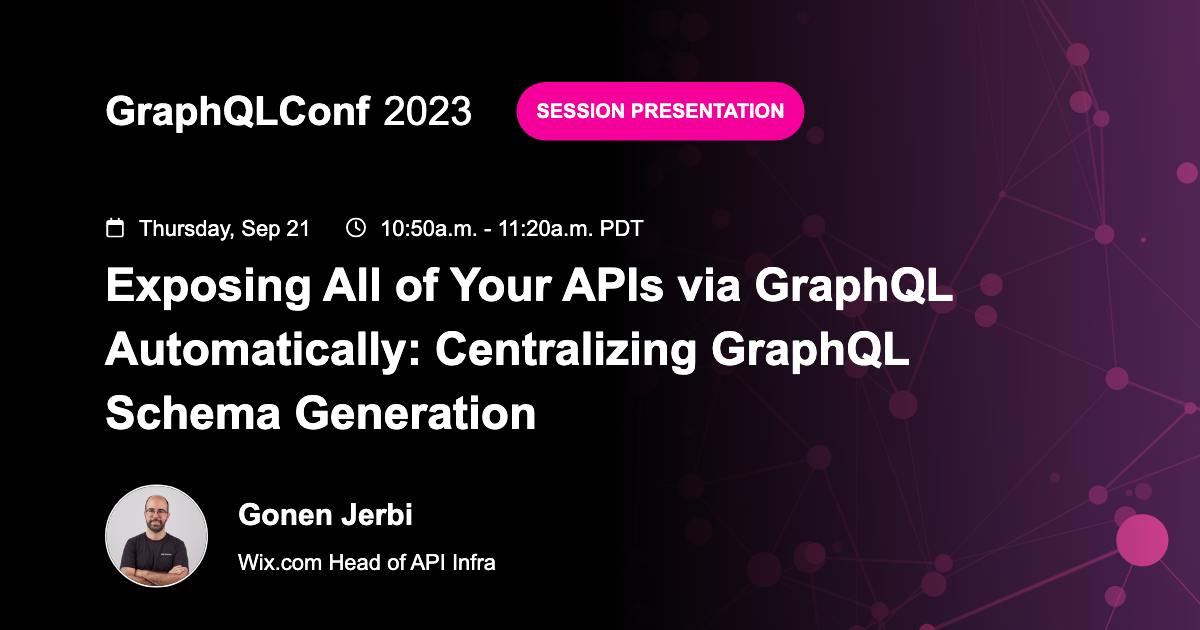 GraphQLConf 2023
SESSION PRESENTATION
Thursday, Sep 21
10:50a.m. - 11:20a.m. PDT
Exposing All of Your APIs via GraphQL
Automatically: Centralizing GraphQL
Schema Generation
Gonen Jerbi
Wix.com Head of API Infra